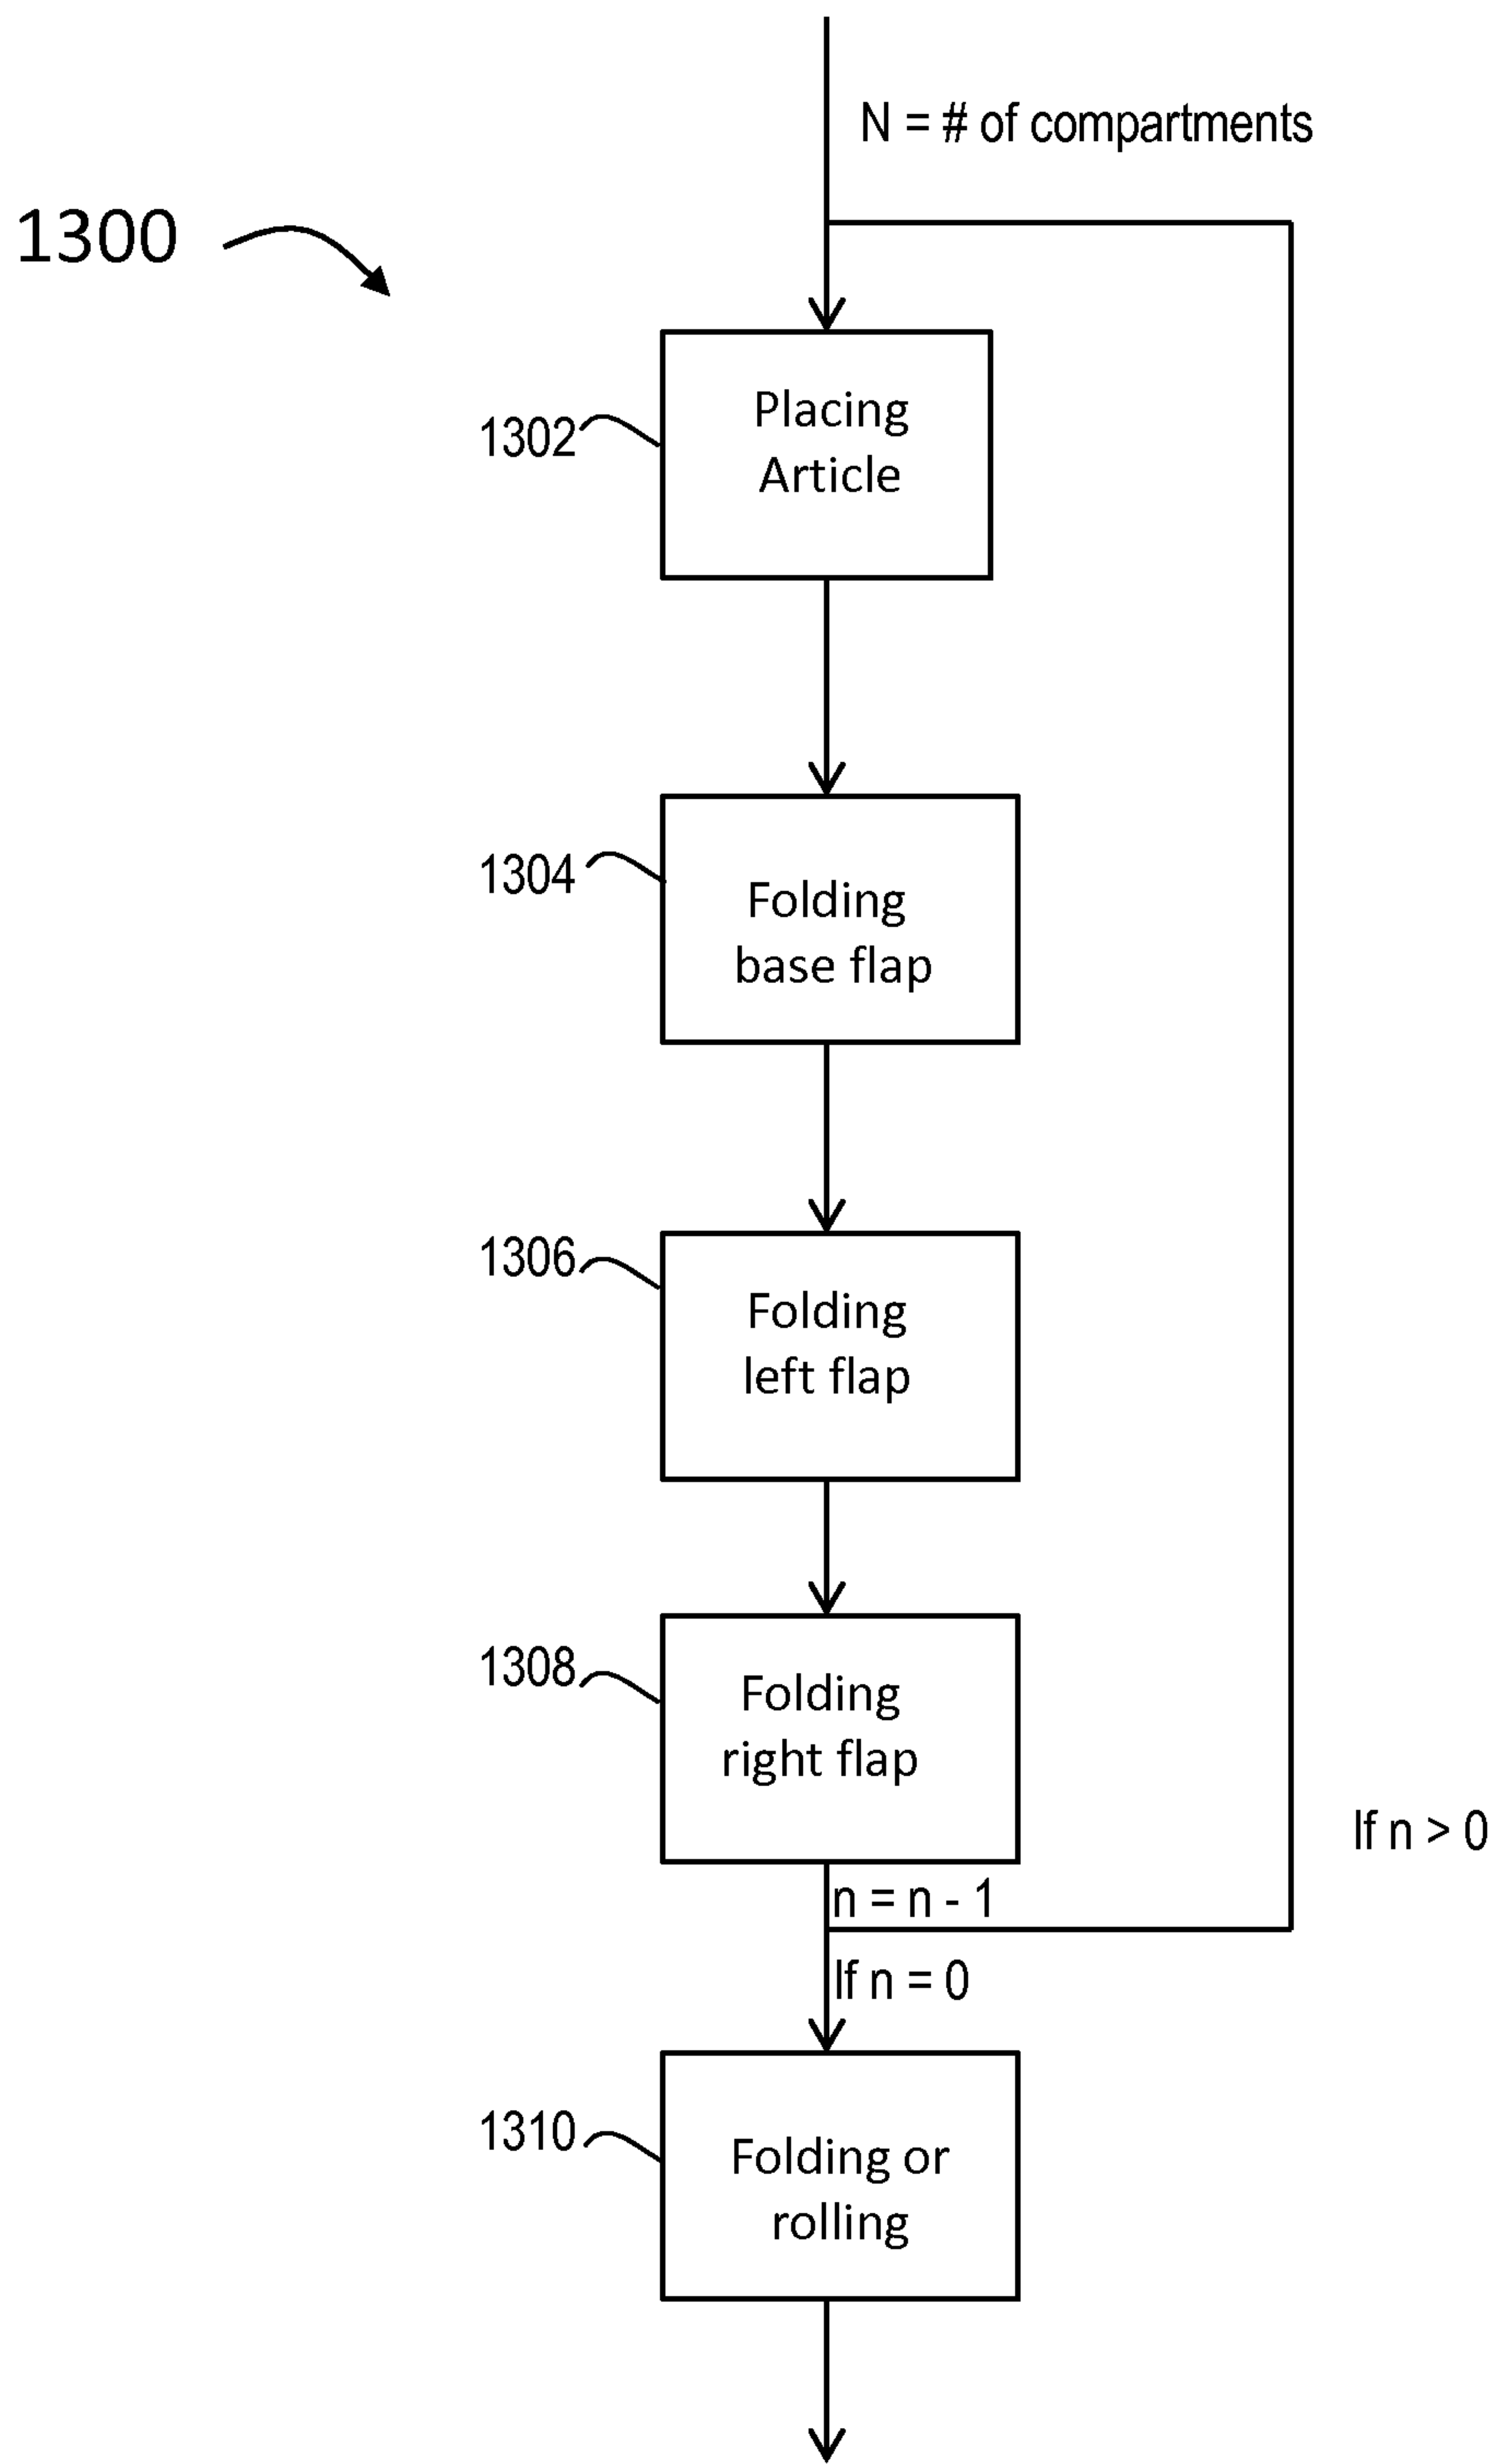 N = # of compartments
1300
1302
Placing
Article
1304
Folding
base flap
1306
Folding
left flap
1308
Folding
right flap
If n > 0
n = n - 1
If n = 0
1310
Folding or
rolling